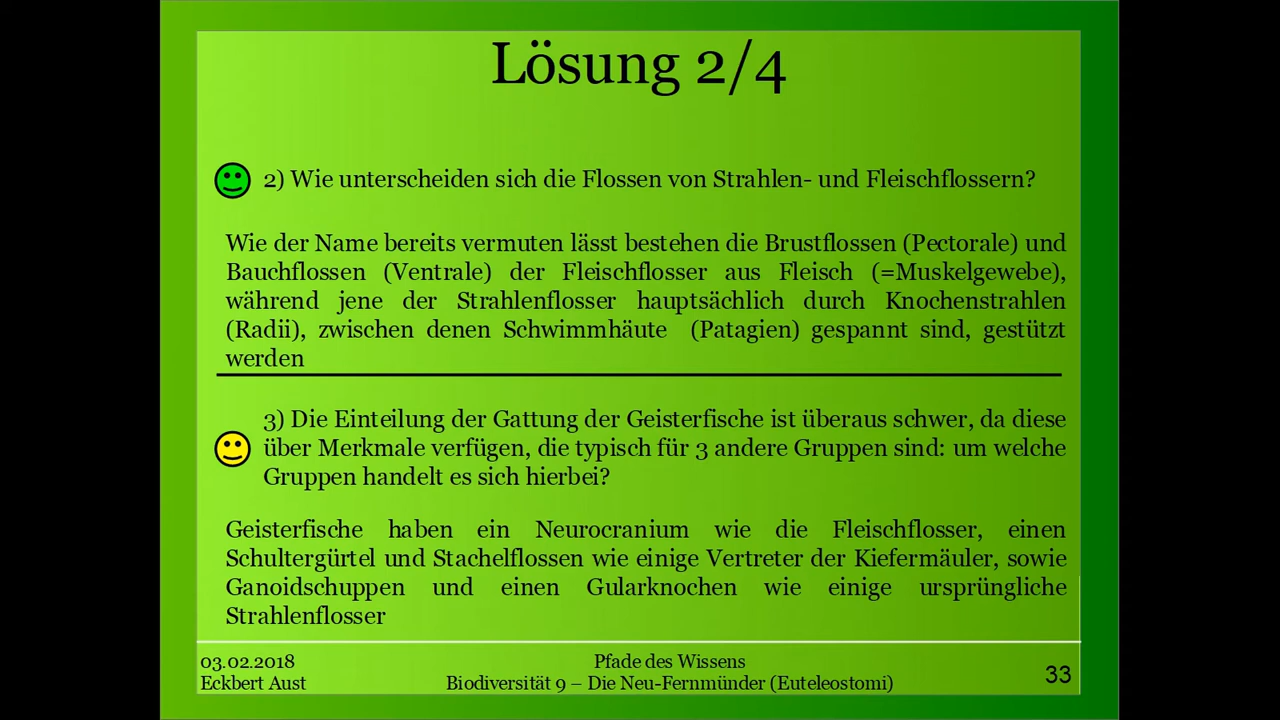 Lösung 2/4
2) Wie unterscheiden sich die Flossen von Strahlen- und Fleischflossern?
Wie der Name bereits vermuten lässt bestehen die Brustflossen (Pectorale) und
Bauchflossen (Ventrale) der Fleischflosser aus Fleisch (=Muskelgewebe),
während jene der Strahlenflosser hauptsächlich durch Knochenstrahlen
(Radii), zwischen denen Schwimmhäute (Patagien) gespannt sind, gestützt
werden
3) Die Einteilung der Gattung der Geisterfische ist überaus schwer, da diese
über Merkmale verfügen, die typisch für 3 andere Gruppen sind: um welche
Gruppen handelt es sich hierbei?
Geisterfische haben ein Neurocranium wie die Fleischflosser, einen
Schultergürtel und Stachelflossen wie einige Vertreter der Kiefermäuler, sowie
Ganoidschuppen und einen Gularknochen wie einige ursprüngliche
Strahlenflosser
03.02.2018
Eckbert Aust
Pfade des Wissens
Biodiversität 9 – Die Neu-Fernmünder (Euteleostomi)
33